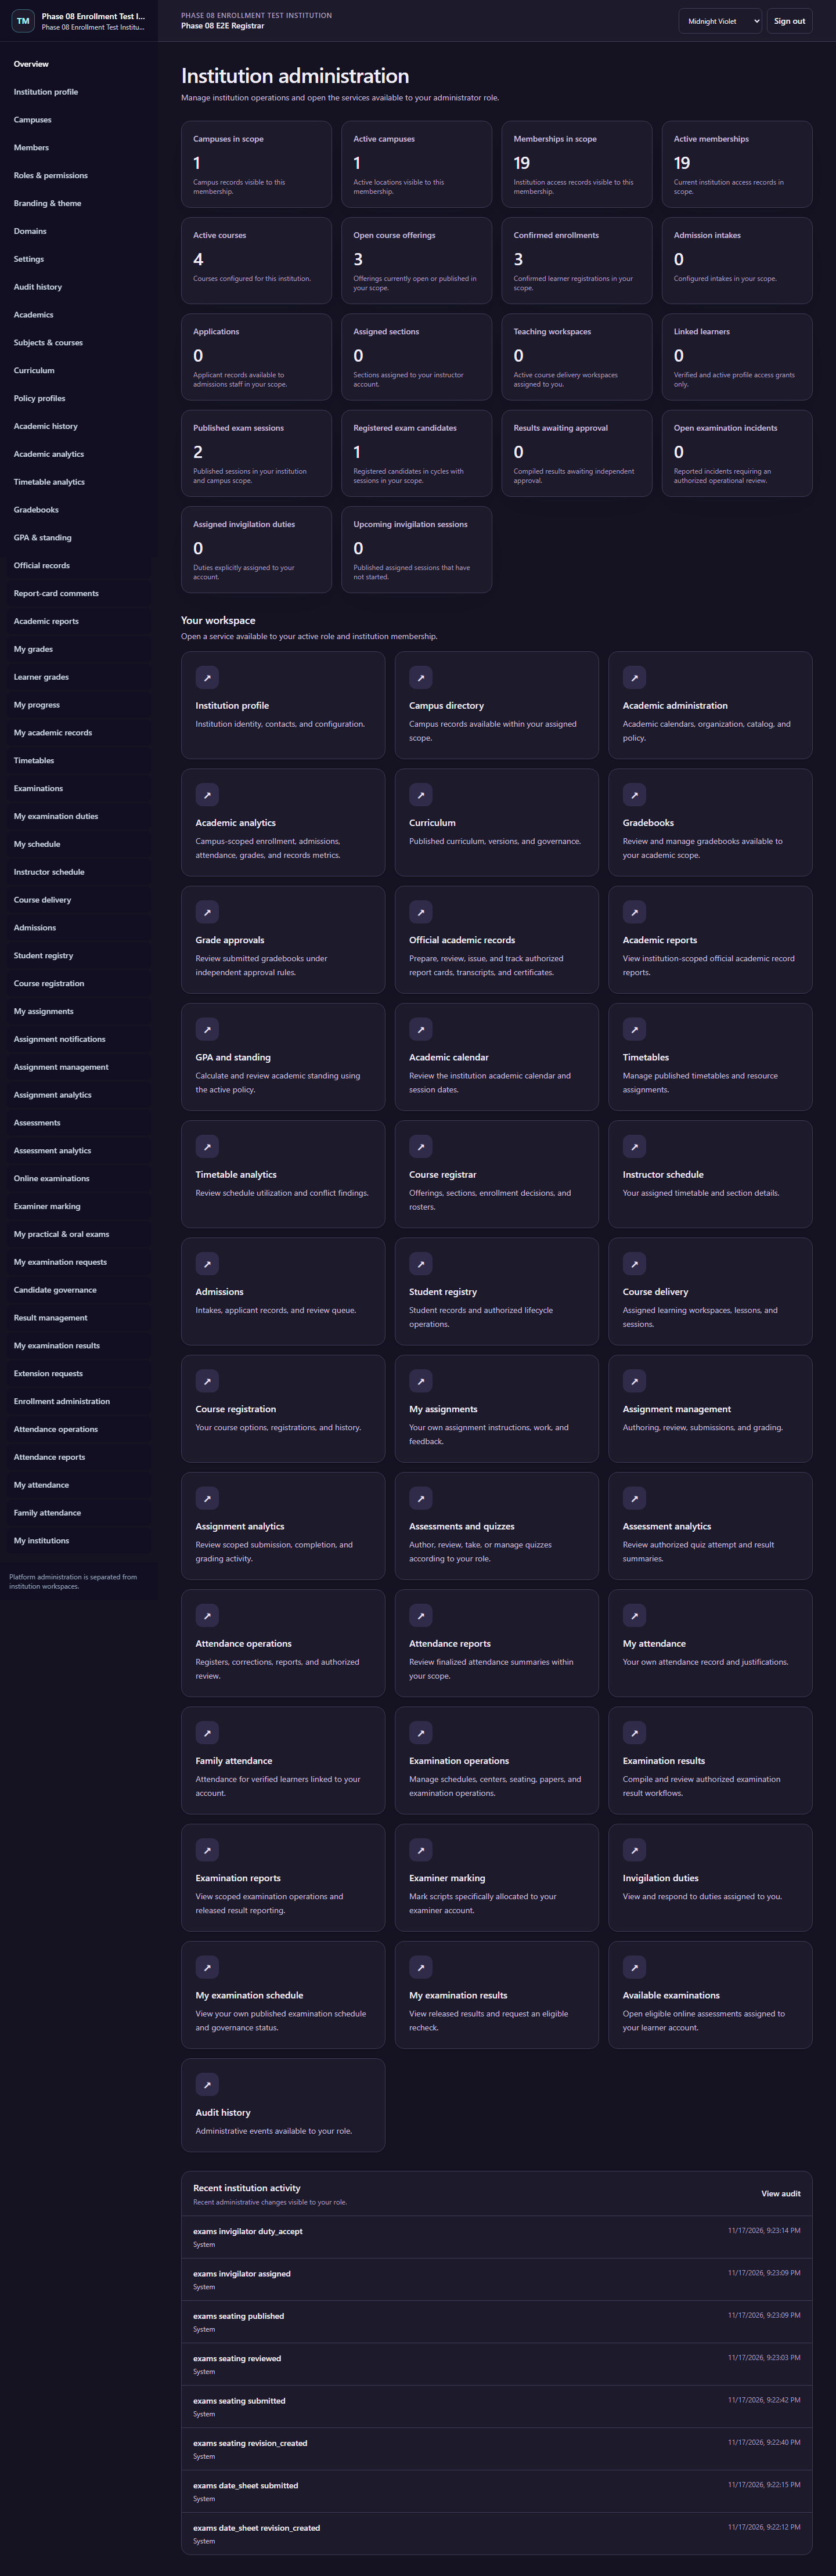 TM
Phase 08 Enrollment Test I...
Phase 08 Enrollment Test Institu...
Overview
Institution profile
Campuses
Members
Roles & permissions
Branding & theme
Domains
Settings
Audit history
Academics
Subjects & courses
Curriculum
Policy profiles
Academic history
Academic analytics
Timetable analytics
Gradebooks
GPA & standing
Official records
Report-card comments
Academic reports
My grades
Learner grades
My progress
My academic records
Timetables
Examinations
My examination duties
My schedule
Instructor schedule
Course delivery
Admissions
Student registry
Course registration
My assignments
Assignment notifications
Assignment management
Assignment analytics
Assessments
Assessment analytics
Online examinations
Examiner marking
My practical & oral exams
My examination requests
Candidate governance
Result management
My examination results
Extension requests
Enrollment administration
Attendance operations
Attendance reports
My attendance
Family attendance
My institutions
Platform administration is separated from
institution workspaces.
PHASE 08 ENROLLMENT TEST INSTITUTION
Phase 08 E2E Registrar
Midnight Violet
Sign out
Institution administration
Manage institution operations and open the services available to your administrator role.
Campuses in scope
1
Campus records visible to this
membership.
Active campuses
1
Active locations visible to this
membership.
Memberships in scope
19
Institution access records visible to this
membership.
Active memberships
19
Current institution access records in
scope.
Active courses
4
Courses configured for this institution.
Open course offerings
3
Offerings currently open or published in
your scope.
Confirmed enrollments
3
Confirmed learner registrations in your
scope.
Admission intakes
0
Configured intakes in your scope.
Applications
0
Applicant records available to
admissions staff in your scope.
Assigned sections
0
Sections assigned to your instructor
account.
Teaching workspaces
0
Active course delivery workspaces
assigned to you.
Linked learners
0
Verified and active profile access grants
only.
Published exam sessions
2
Published sessions in your institution
and campus scope.
Registered exam candidates
1
Registered candidates in cycles with
sessions in your scope.
Results awaiting approval
0
Compiled results awaiting independent
approval.
Open examination incidents
0
Reported incidents requiring an
authorized operational review.
Assigned invigilation duties
0
Duties explicitly assigned to your
account.
Upcoming invigilation sessions
0
Published assigned sessions that have
not started.
Your workspace
Open a service available to your active role and institution membership.
Institution profile
Institution identity, contacts, and configuration.
Campus directory
Campus records available within your assigned
scope.
Academic administration
Academic calendars, organization, catalog, and
policy.
Academic analytics
Campus-scoped enrollment, admissions,
attendance, grades, and records metrics.
Curriculum
Published curriculum, versions, and governance.
Gradebooks
Review and manage gradebooks available to
your academic scope.
Grade approvals
Review submitted gradebooks under
independent approval rules.
Official academic records
Prepare, review, issue, and track authorized
report cards, transcripts, and certificates.
Academic reports
View institution-scoped official academic record
reports.
GPA and standing
Calculate and review academic standing using
the active policy.
Academic calendar
Review the institution academic calendar and
session dates.
Timetables
Manage published timetables and resource
assignments.
Timetable analytics
Review schedule utilization and conflict findings.
Course registrar
Offerings, sections, enrollment decisions, and
rosters.
Instructor schedule
Your assigned timetable and section details.
Admissions
Intakes, applicant records, and review queue.
Student registry
Student records and authorized lifecycle
operations.
Course delivery
Assigned learning workspaces, lessons, and
sessions.
Course registration
Your course options, registrations, and history.
My assignments
Your own assignment instructions, work, and
feedback.
Assignment management
Authoring, review, submissions, and grading.
Assignment analytics
Review scoped submission, completion, and
grading activity.
Assessments and quizzes
Author, review, take, or manage quizzes
according to your role.
Assessment analytics
Review authorized quiz attempt and result
summaries.
Attendance operations
Registers, corrections, reports, and authorized
review.
Attendance reports
Review finalized attendance summaries within
your scope.
My attendance
Your own attendance record and justifications.
Family attendance
Attendance for verified learners linked to your
account.
Examination operations
Manage schedules, centers, seating, papers, and
examination operations.
Examination results
Compile and review authorized examination
result workflows.
Examination reports
View scoped examination operations and
released result reporting.
Examiner marking
Mark scripts specifically allocated to your
examiner account.
Invigilation duties
View and respond to duties assigned to you.
My examination schedule
View your own published examination schedule
and governance status.
My examination results
View released results and request an eligible
recheck.
Available examinations
Open eligible online assessments assigned to
your learner account.
Audit history
Administrative events available to your role.
Recent institution activity
Recent administrative changes visible to your role.
View audit
exams invigilator duty_accept
System
11/17/2026, 9:23:14 PM
exams invigilator assigned
System
11/17/2026, 9:23:09 PM
exams seating published
System
11/17/2026, 9:23:09 PM
exams seating reviewed
System
11/17/2026, 9:23:03 PM
exams seating submitted
System
11/17/2026, 9:22:42 PM
exams seating revision_created
System
11/17/2026, 9:22:40 PM
exams date_sheet submitted
System
11/17/2026, 9:22:15 PM
exams date_sheet revision_created
System
11/17/2026, 9:22:12 PM